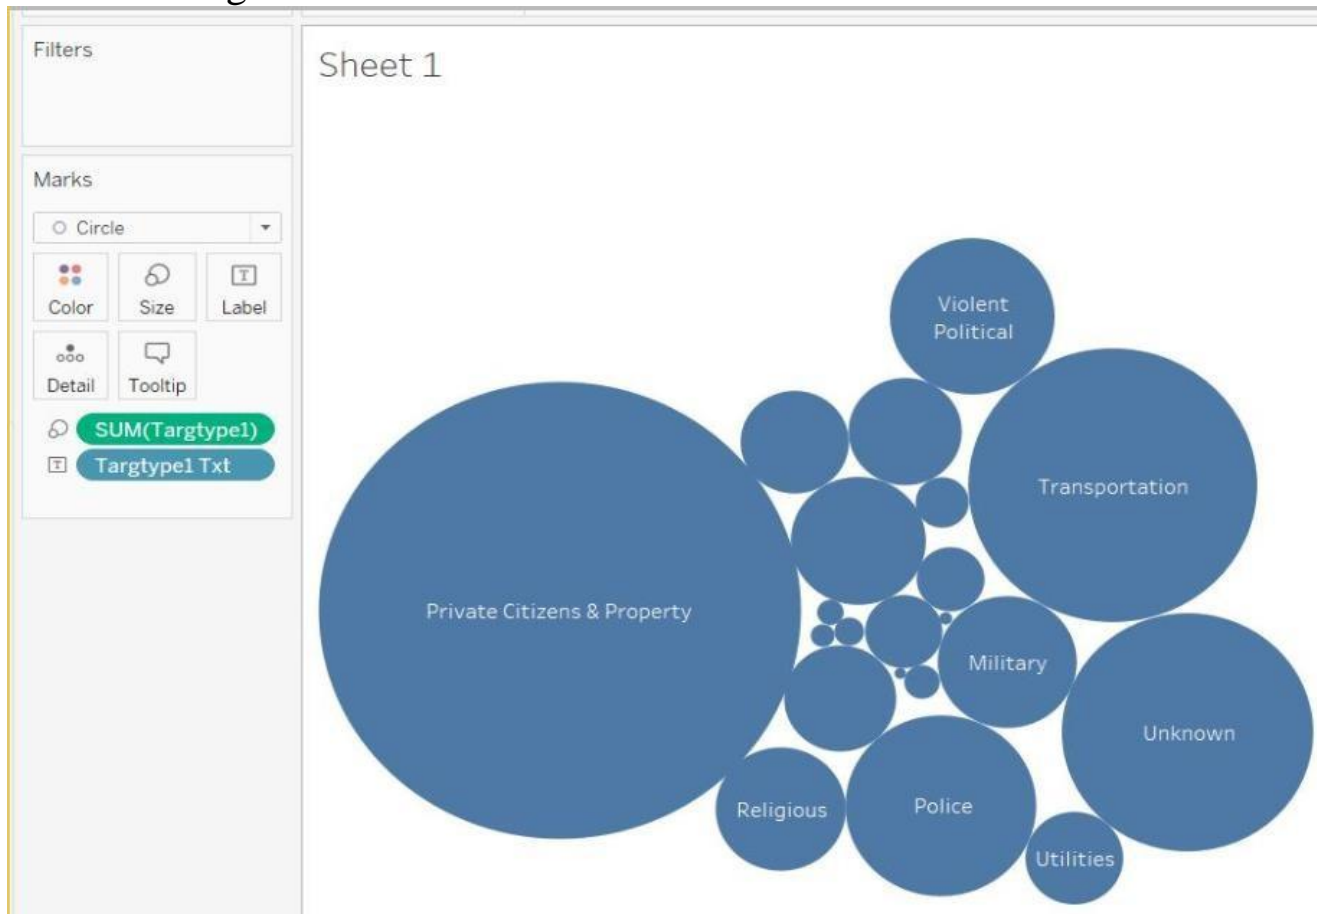 Filters
Sheet 1
Marks
Circle
Color
Size
T
Label
Detail
Tooltip
SUM(Targtype1)
T
Targtype1 Txt
Violent
Political
Transportation
Private Citizens & Property
Military
Unknown
Religious
Police
Utilities